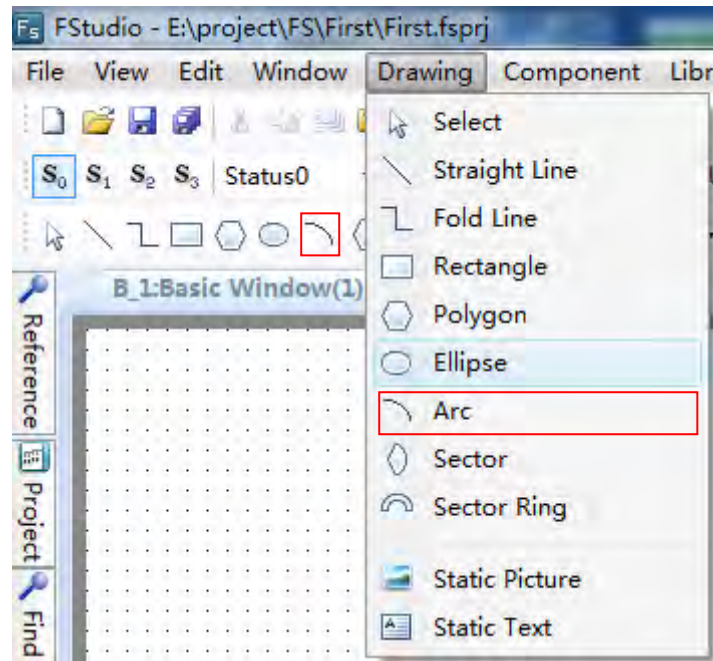 Fs FStudio - E:\project\FS\First\First.fsprj
File View Edit Window Drawing Component Libr
S0 S1 S2 S3 Status0
B_1:Basic Window(1)
Reference
Project
Find
Select
Straight Line
Fold Line
Rectangle
Polygon
Ellipse
Arc
Sector
Sector Ring
Static Picture
Static Text